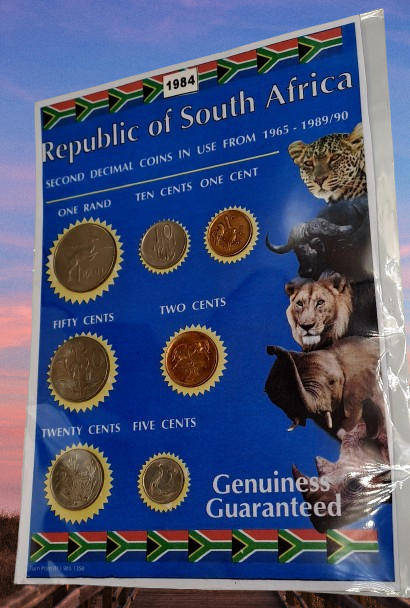 1984
Republic of South Africa
SECOND DECIMAL COINS IN USE FROM 1965 - 1989/90
ONE RAND TEN CENTS ONE CENT
FIFTY CENTS TWO CENTS
TWENTY CENTS FIVE CENTS
Genuiness
Guaranteed